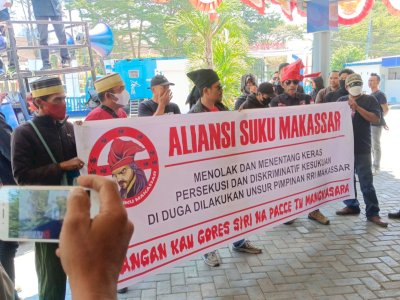 ALIANSI SUKU MAKASSAR
MENOLAK DAN MENENTANG KERAS
PERSEKUSI DAN DISKRIMINATIF KESUKUAN
DI DUGA DILAKUKAN UNSUR PIMPINAN RRI MAKASSAR
JANGAN KAU GORES SIRI NA PACCE TU MANGKASARA